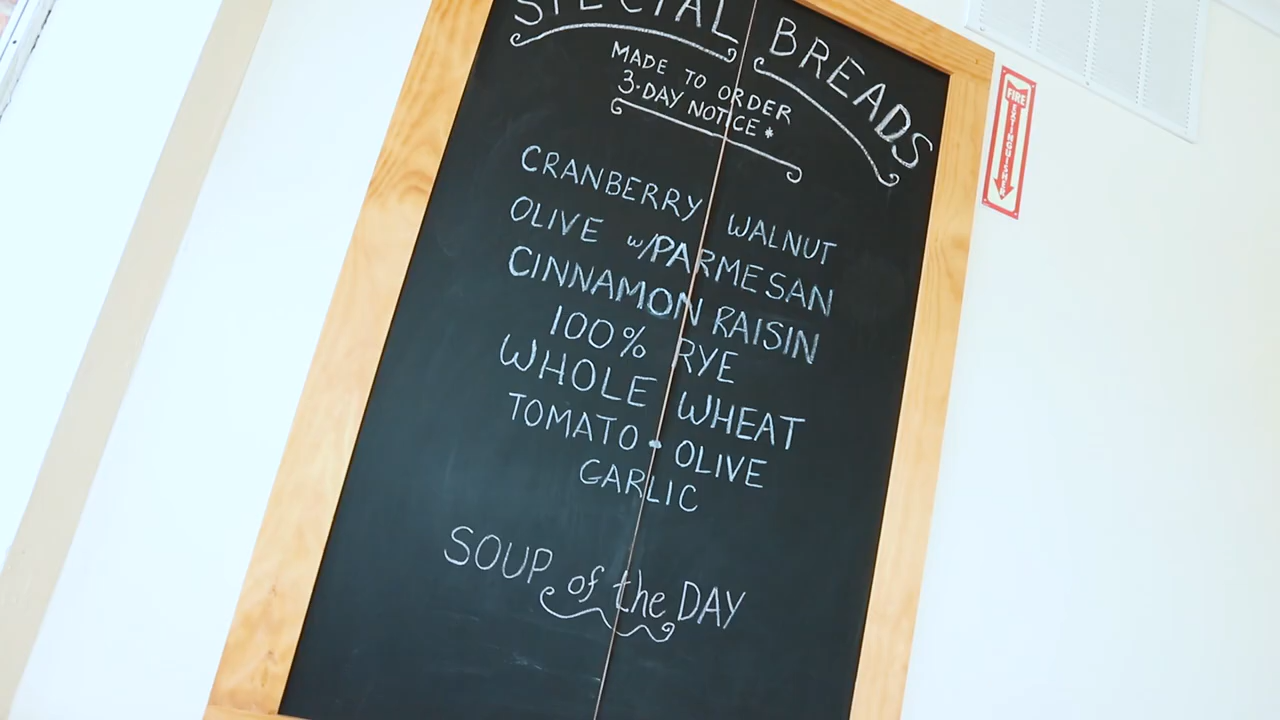 SPECIAL BREADS
MADE TO ORDER
3-DAY NOTICE*
CRANBERRY WALNUT
OLIVE w/PARMESAN
CINNAMON RAISIN
100% RYE
WHOLE WHEAT
TOMATO • OLIVE
GARLIC
SOUP of the DAY
FIRE
EXTINGUISHER